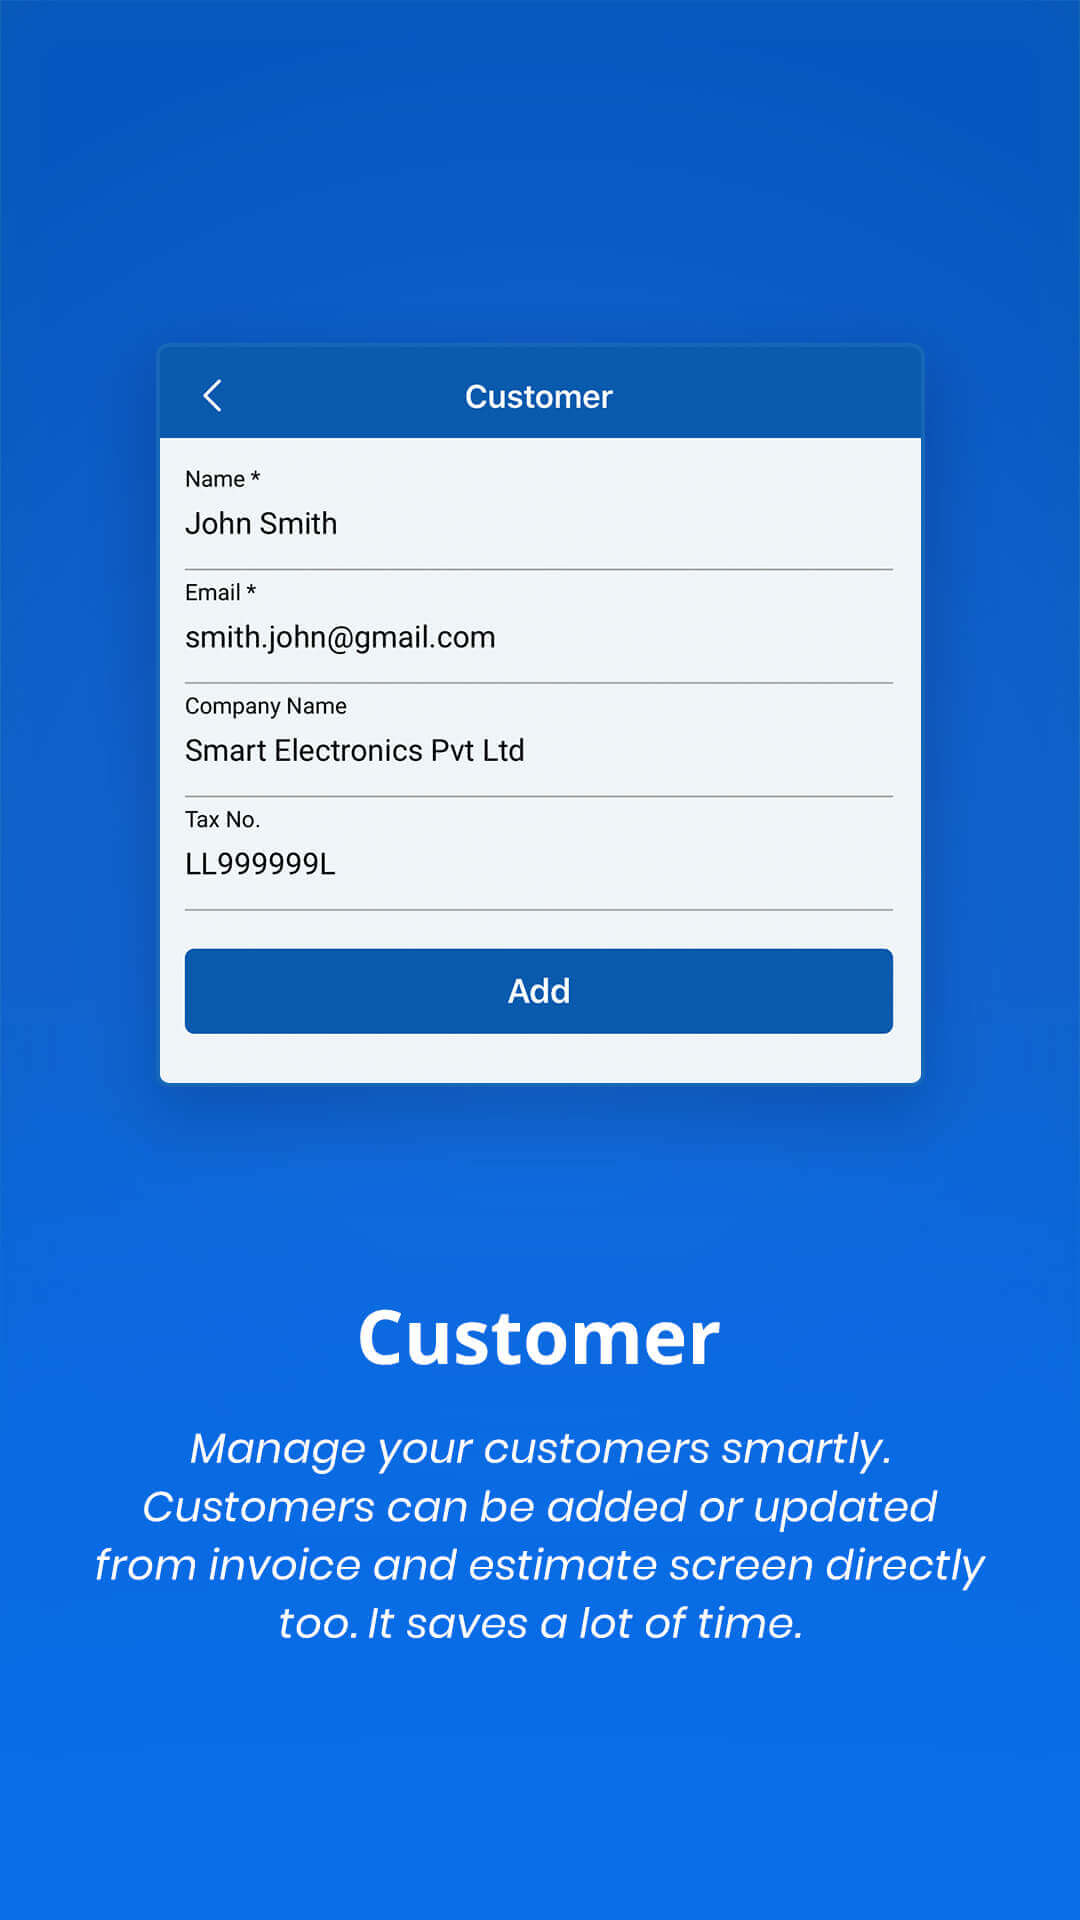 Customer
Name *
John Smith
Email *
smith.john@gmail.com
Company Name
Smart Electronics Pvt Ltd
Tax No.
LL999999L
Add
Customer
Manage your customers smartly.
Customers can be added or updated
from invoice and estimate screen directly
too. It saves a lot of time.